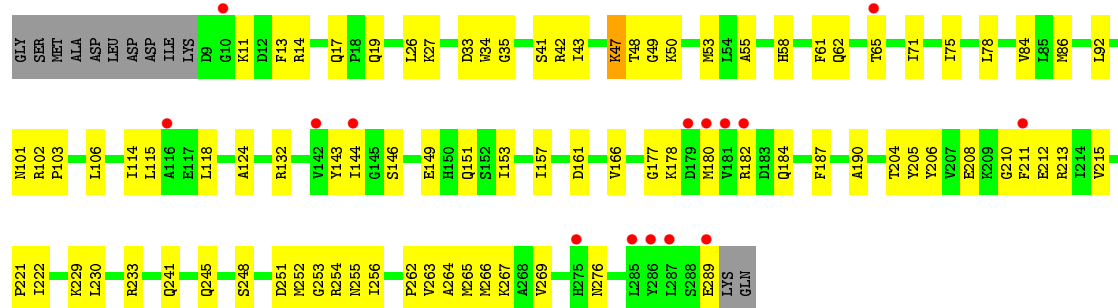 GLY SER MET ALA ASP LEU ASP ASP ILE LYS D9 G10 K11 D12 F13 R14 Q17 P18 Q19 L26 K27 D33 W34 G35 S41 R42 I43 K47 T48 G49 K50 M53 L54 A55 H58 F61 Q62 T65 I71 I75 L78 V84 L85 M86 L92
N101 R102 P103 L106 I114 L115 A116 E117 L118 A124 R132 V142 Y143 I144 G145 S146 E149 H150 Q151 S152 I153 I157 D161 V166 G177 K178 D179 M180 V181 R182 D183 Q184 F187 A190 T204 Y205 Y206 V207 E208 K209 G210 F211 E212 R213 I214 V215
P221 I222 K229 L230 R233 Q241 Q245 S248 D251 M252 G253 R254 N255 I256 P262 V263 A264 M265 M266 K267 A268 V269 H275 N276 L285 Y286 L287 S288 E289 LYS GLN